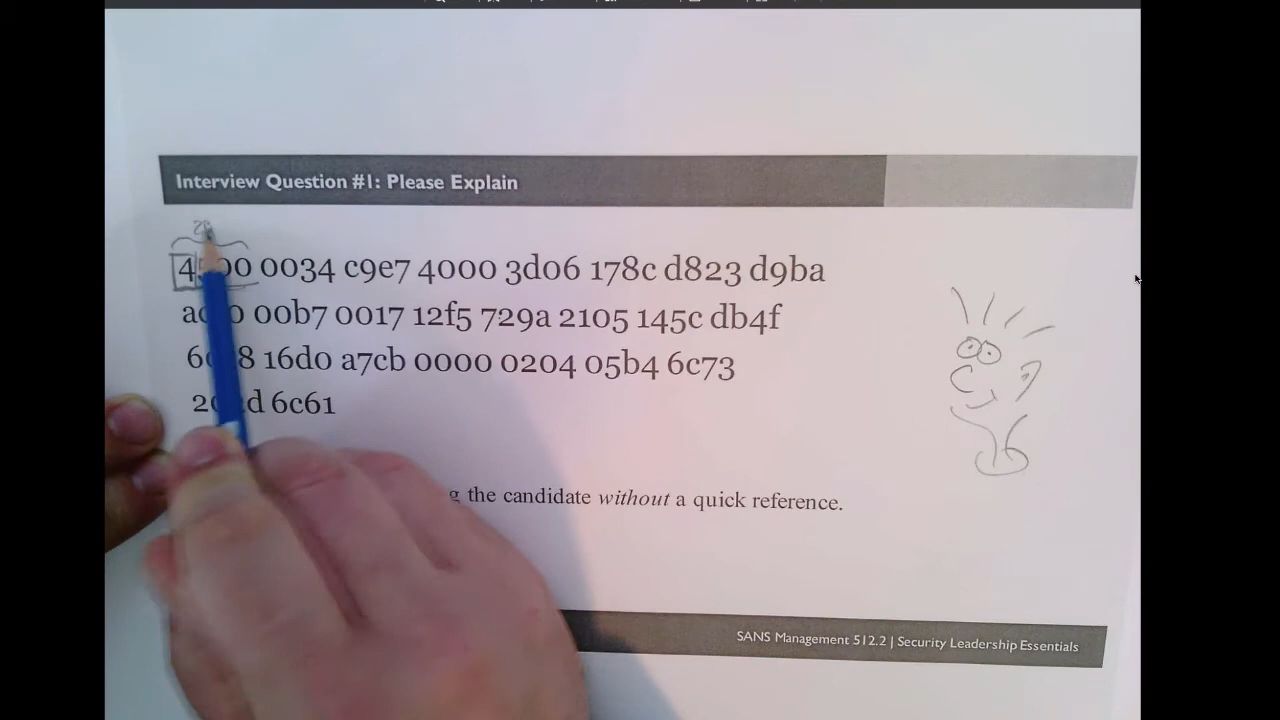 Interview Question #1: Please Explain
0034 c9e7 4000 3d06 178c d823 d9ba
00b7 0017 12f5 729a 2105 145c db4f
16d0 a7cb 0000 0204 05b4 6c73
6c61
the candidate without a quick reference.
SANS Management 512.2 | Security Leadership Essentials